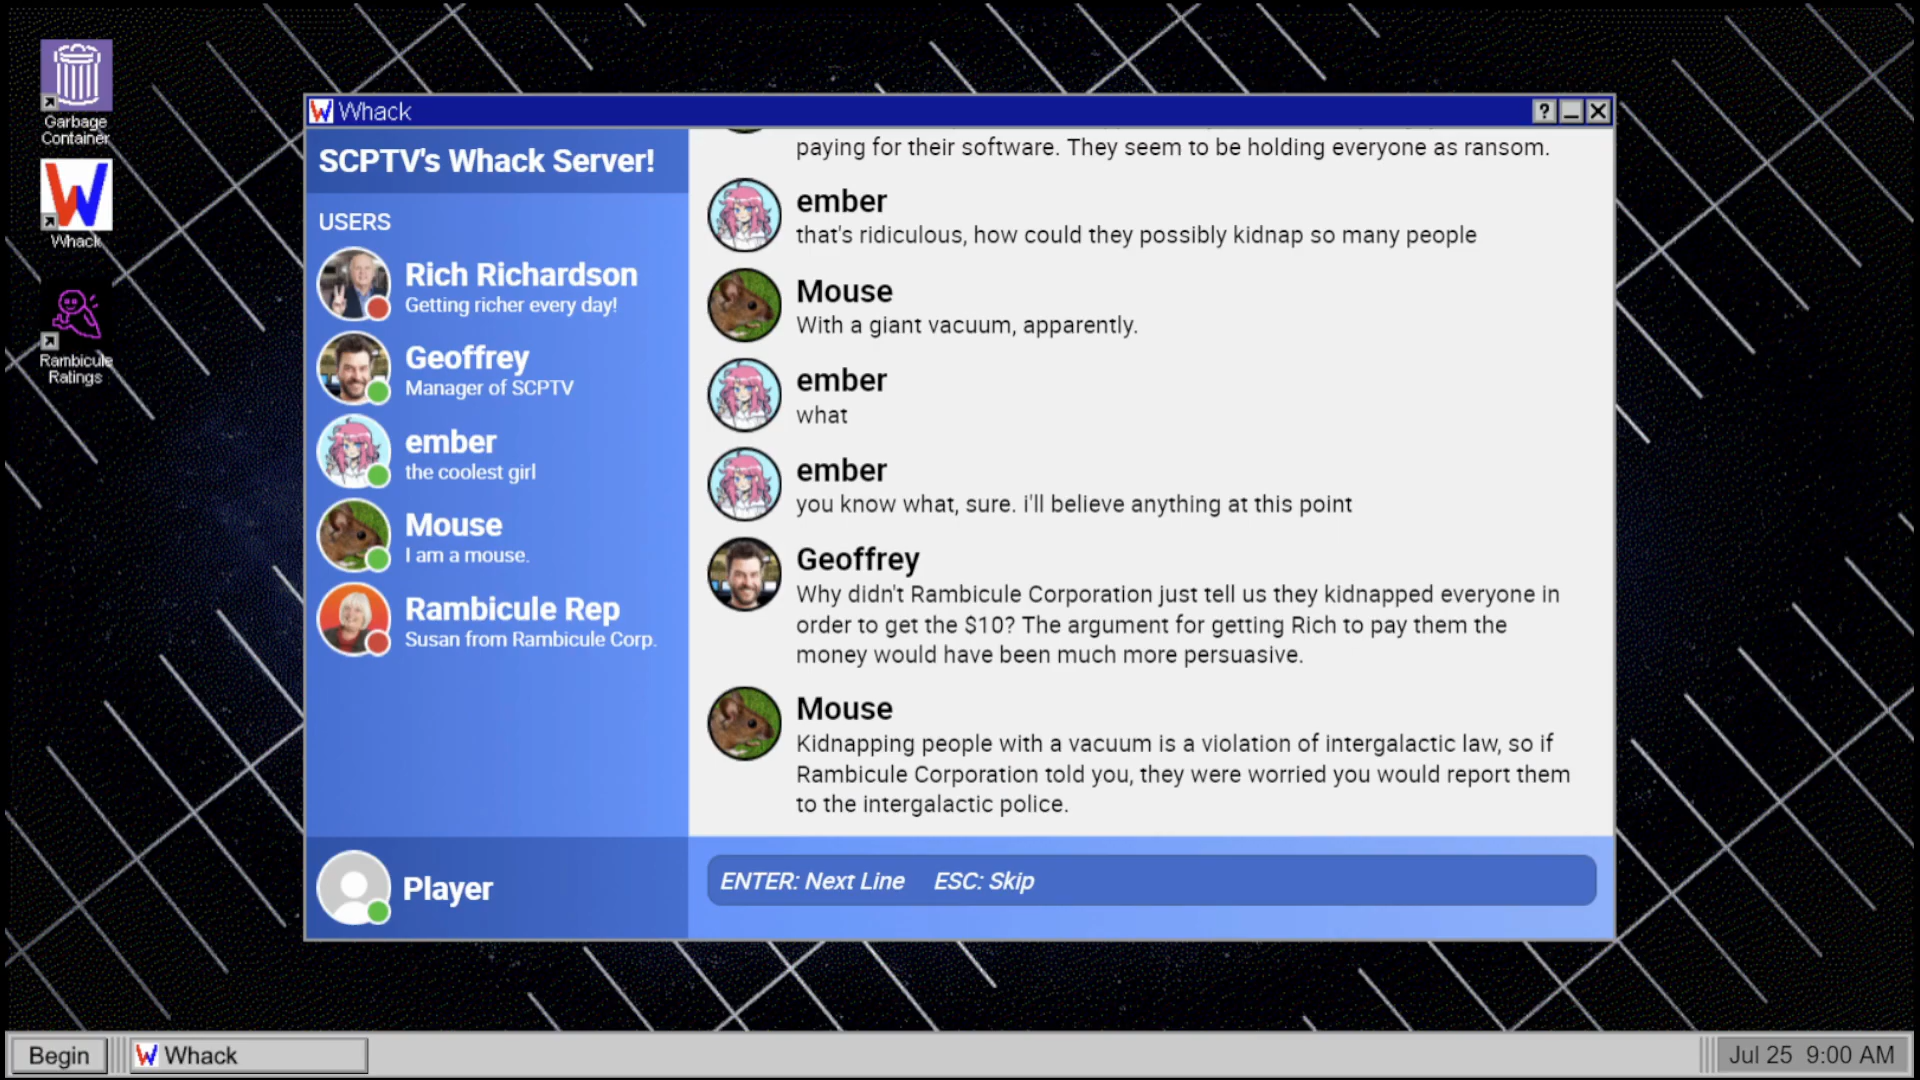 Garbage
Container
Whack
Rambicule
Ratings
Whack
SCPTV's Whack Server!
USERS
Rich Richardson
Getting richer every day!
Geoffrey
Manager of SCPTV
ember
the coolest girl
Mouse
I am a mouse.
Rambicule Rep
Susan from Rambicule Corp.
Player
paying for their software. They seem to be holding everyone as ransom.
ember
that's ridiculous, how could they possibly kidnap so many people
Mouse
With a giant vacuum, apparently.
ember
what
ember
you know what, sure. i'll believe anything at this point
Geoffrey
Why didn't Rambicule Corporation just tell us they kidnapped everyone in
order to get the $10? The argument for getting Rich to pay them the
money would have been much more persuasive.
Mouse
Kidnapping people with a vacuum is a violation of intergalactic law, so if
Rambicule Corporation told you, they were worried you would report them
to the intergalactic police.
ENTER: Next Line ESC: Skip
Begin
Whack
Jul 25 9:00 AM